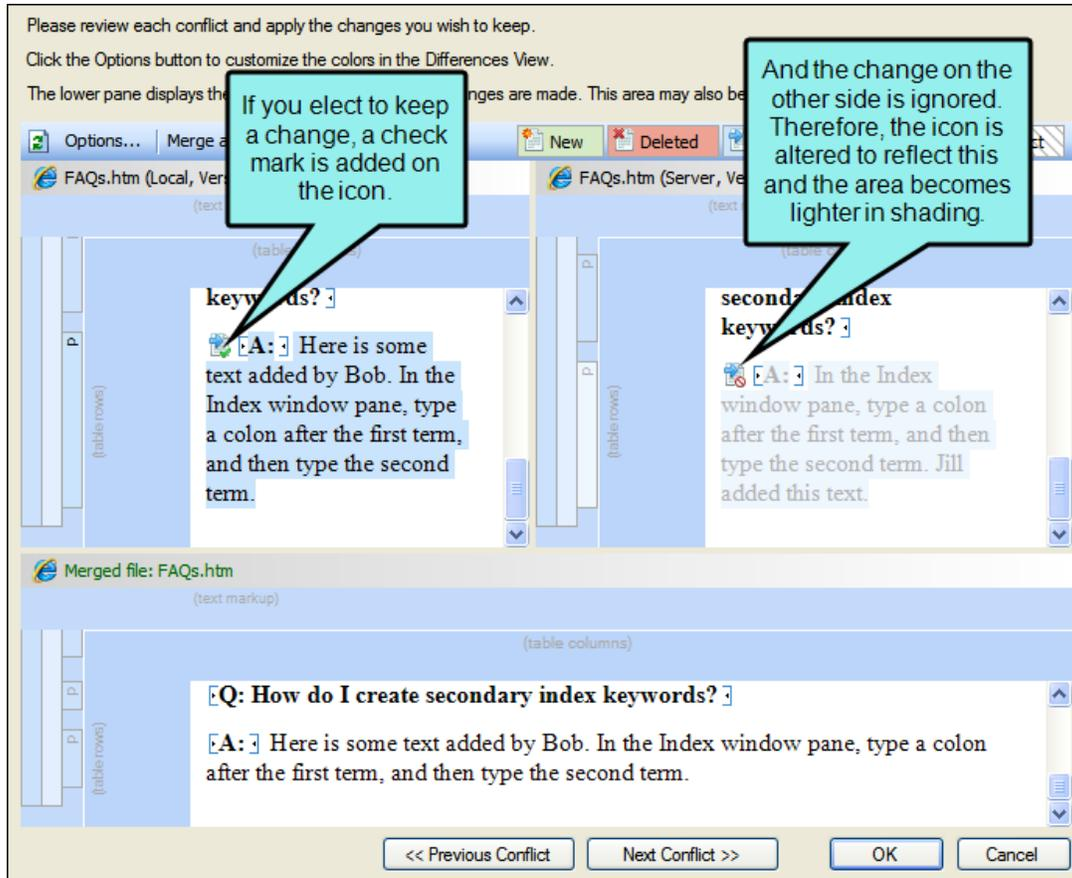 Please review each conflict and apply the changes you wish to keep.
Click the Options button to customize the colors in the Differences View.
The lower pane displays the
nges are made. This area may also be
If you elect to keep
a change, a check
mark is added on
the icon.
And the change on the
other side is ignored.
Therefore, the icon is
altered to reflect this
and the area becomes
lighter in shading.
Options... Merge a
New Deleted
FAQs.htm (Local, Ver
FAQs.htm (Server, Ve
(text
(text
(table
(table
P
P
(table rows)
keywords?
A: Here is some
text added by Bob. In the
Index window pane, type
a colon after the first term,
and then type the second
term.
P
P
(table rows)
secondary index
keywords?
A: In the Index
window pane, type a colon
after the first term, and then
type the second term. Jill
added this text.
Merged file: FAQs.htm
(text markup)
(table columns)
P
P
(table rows)
Q: How do I create secondary index keywords?
A: Here is some text added by Bob. In the Index window pane, type a colon
after the first term, and then type the second term.
<< Previous Conflict Next Conflict >> OK Cancel